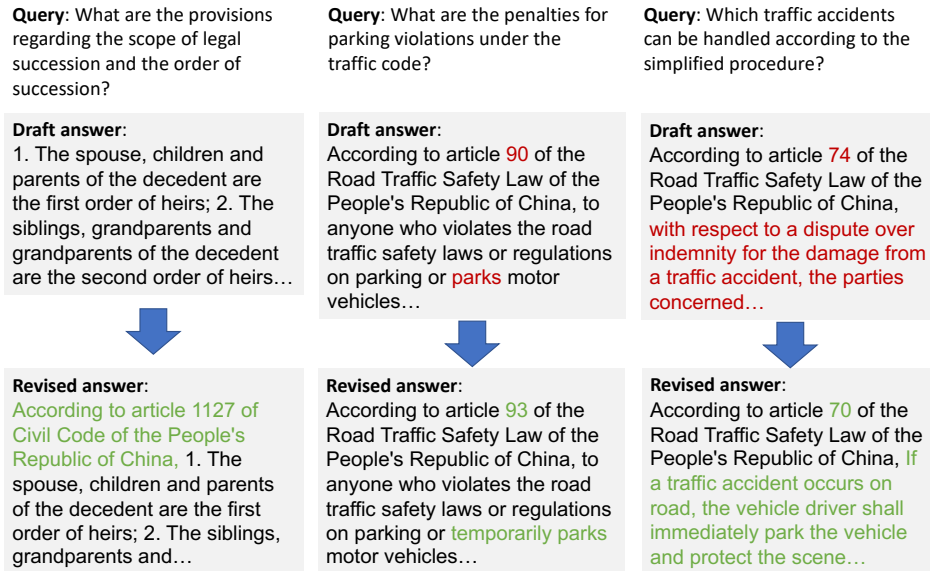 Query: What are the provisions
regarding the scope of legal
succession and the order of
succession?
Draft answer:
1. The spouse, children and
parents of the decedent are
the first order of heirs; 2. The
siblings, grandparents and
grandparents of the decedent
are the second order of heirs…
Revised answer:
According to article 1127 of
Civil Code of the People's
Republic of China, 1. The
spouse, children and parents
of the decedent are the first
order of heirs; 2. The siblings,
grandparents and…
Query: What are the penalties for
parking violations under the
traffic code?
Draft answer:
According to article 90 of the
Road Traffic Safety Law of the
People's Republic of China, to
anyone who violates the road
traffic safety laws or regulations
on parking or parks motor
vehicles…
Revised answer:
According to article 93 of the
Road Traffic Safety Law of the
People's Republic of China, to
anyone who violates the road
traffic safety laws or regulations
on parking or temporarily parks
motor vehicles…
Query: Which traffic accidents
can be handled according to the
simplified procedure?
Draft answer:
According to article 74 of the
Road Traffic Safety Law of the
People's Republic of China,
with respect to a dispute over
indemnity for the damage from
a traffic accident, the parties
concerned…
Revised answer:
According to article 70 of the
Road Traffic Safety Law of the
People's Republic of China, If
a traffic accident occurs on
road, the vehicle driver shall
immediately park the vehicle
and protect the scene…